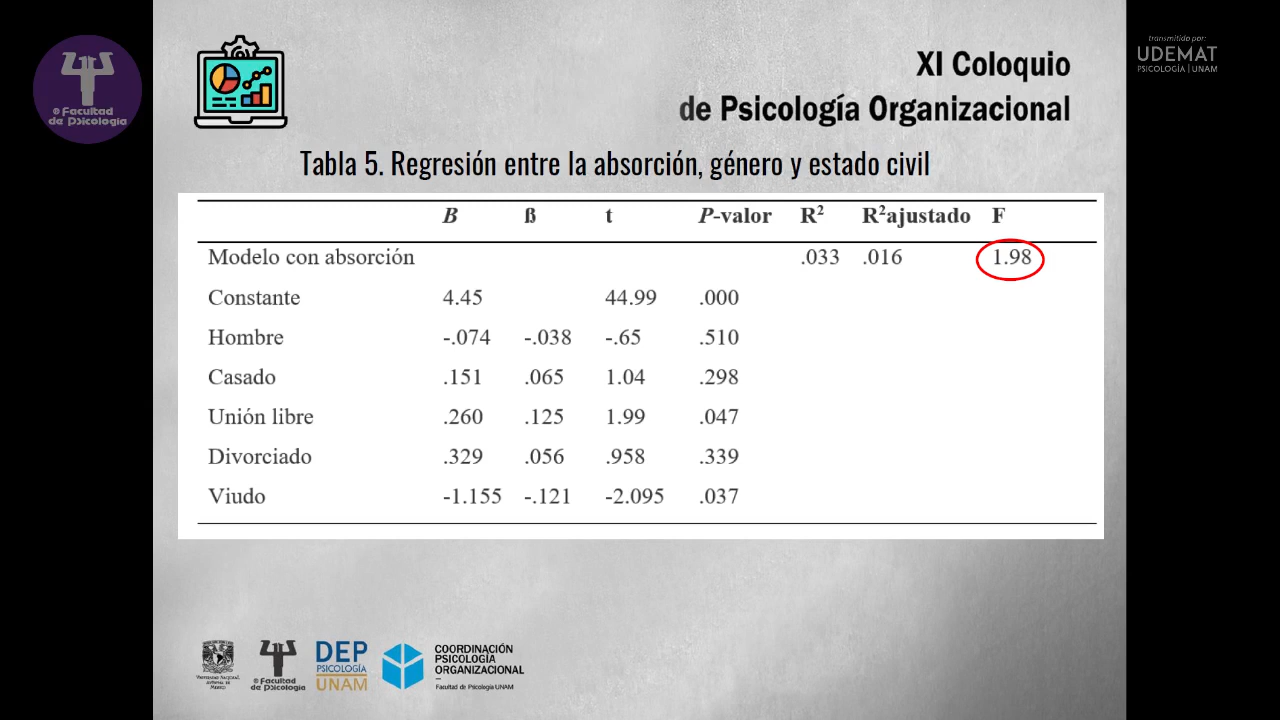 © Facultad
de Psicología
XI Coloquio
de Psicología Organizacional
transmitido por:
UDEMAT
PSICOLOGÍA | UNAM
Tabla 5. Regresión entre la absorción, género y estado civil
B ß t P-valor R² R²ajustado F
Modelo con absorción .033 .016 1.98
Constante 4.45 44.99 .000
Hombre -.074 -.038 -.65 .510
Casado .151 .065 1.04 .298
Unión libre .260 .125 1.99 .047
Divorciado .329 .056 .958 .339
Viudo -1.155 -.121 -2.095 .037
© Facultad
de Psicología
DEP
PSICOLOGÍA
UNAM
COORDINACIÓN
PSICOLOGÍA
ORGANIZACIONAL
Facultad de Psicología UNAM